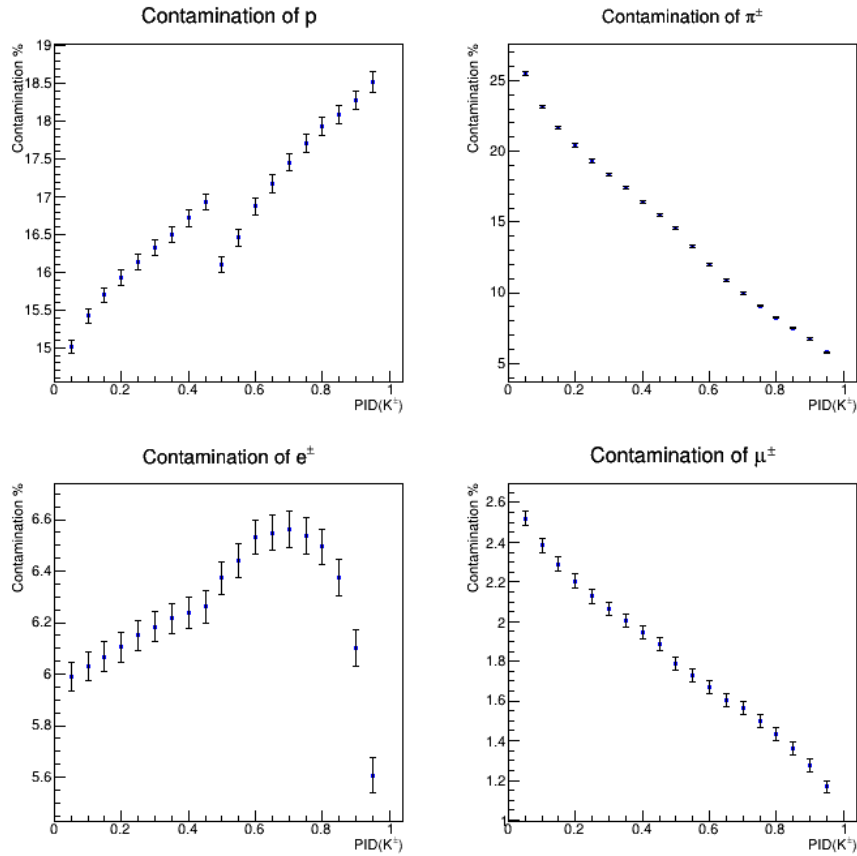 Contamination of p
Contamination %
19
18.5
18
17.5
17
16.5
16
15.5
15
0 0.2 0.4 0.6 0.8 1
PID(K±)
Contamination of π±
Contamination %
25
20
15
10
5
0 0.2 0.4 0.6 0.8 1
PID(K±)
Contamination of e±
Contamination %
6.6
6.4
6.2
6
5.8
5.6
0 0.2 0.4 0.6 0.8 1
PID(K±)
Contamination of μ±
Contamination %
2.6
2.4
2.2
2
1.8
1.6
1.4
1.2
1
0 0.2 0.4 0.6 0.8 1
PID(K±)